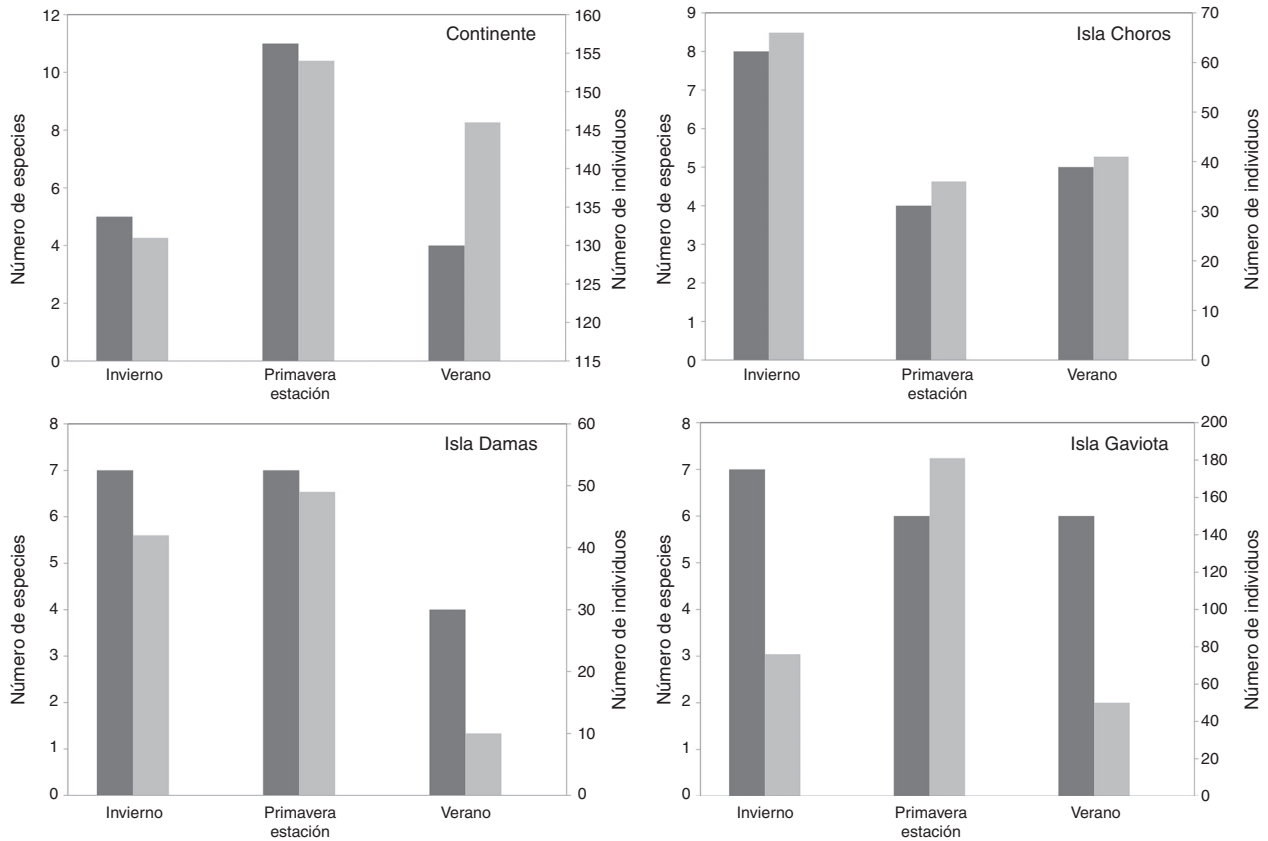 Continente
Número de especies
12
10
8
6
4
2
0
160
155
150
145
140
135
130
125
120
115
Número de individuos
Invierno
Primavera
estación
Verano
Isla Choros
Número de especies
9
8
7
6
5
4
3
2
1
0
70
60
50
40
30
20
10
0
Número de individuos
Invierno
Primavera
estación
Verano
Isla Damas
Número de especies
8
7
6
5
4
3
2
1
0
60
50
40
30
20
10
0
Número de individuos
Invierno
Primavera
estación
Verano
Isla Gaviota
Número de especies
8
7
6
5
4
3
2
1
0
200
180
160
140
120
100
80
60
40
20
0
Número de individuos
Invierno
Primavera
estación
Verano